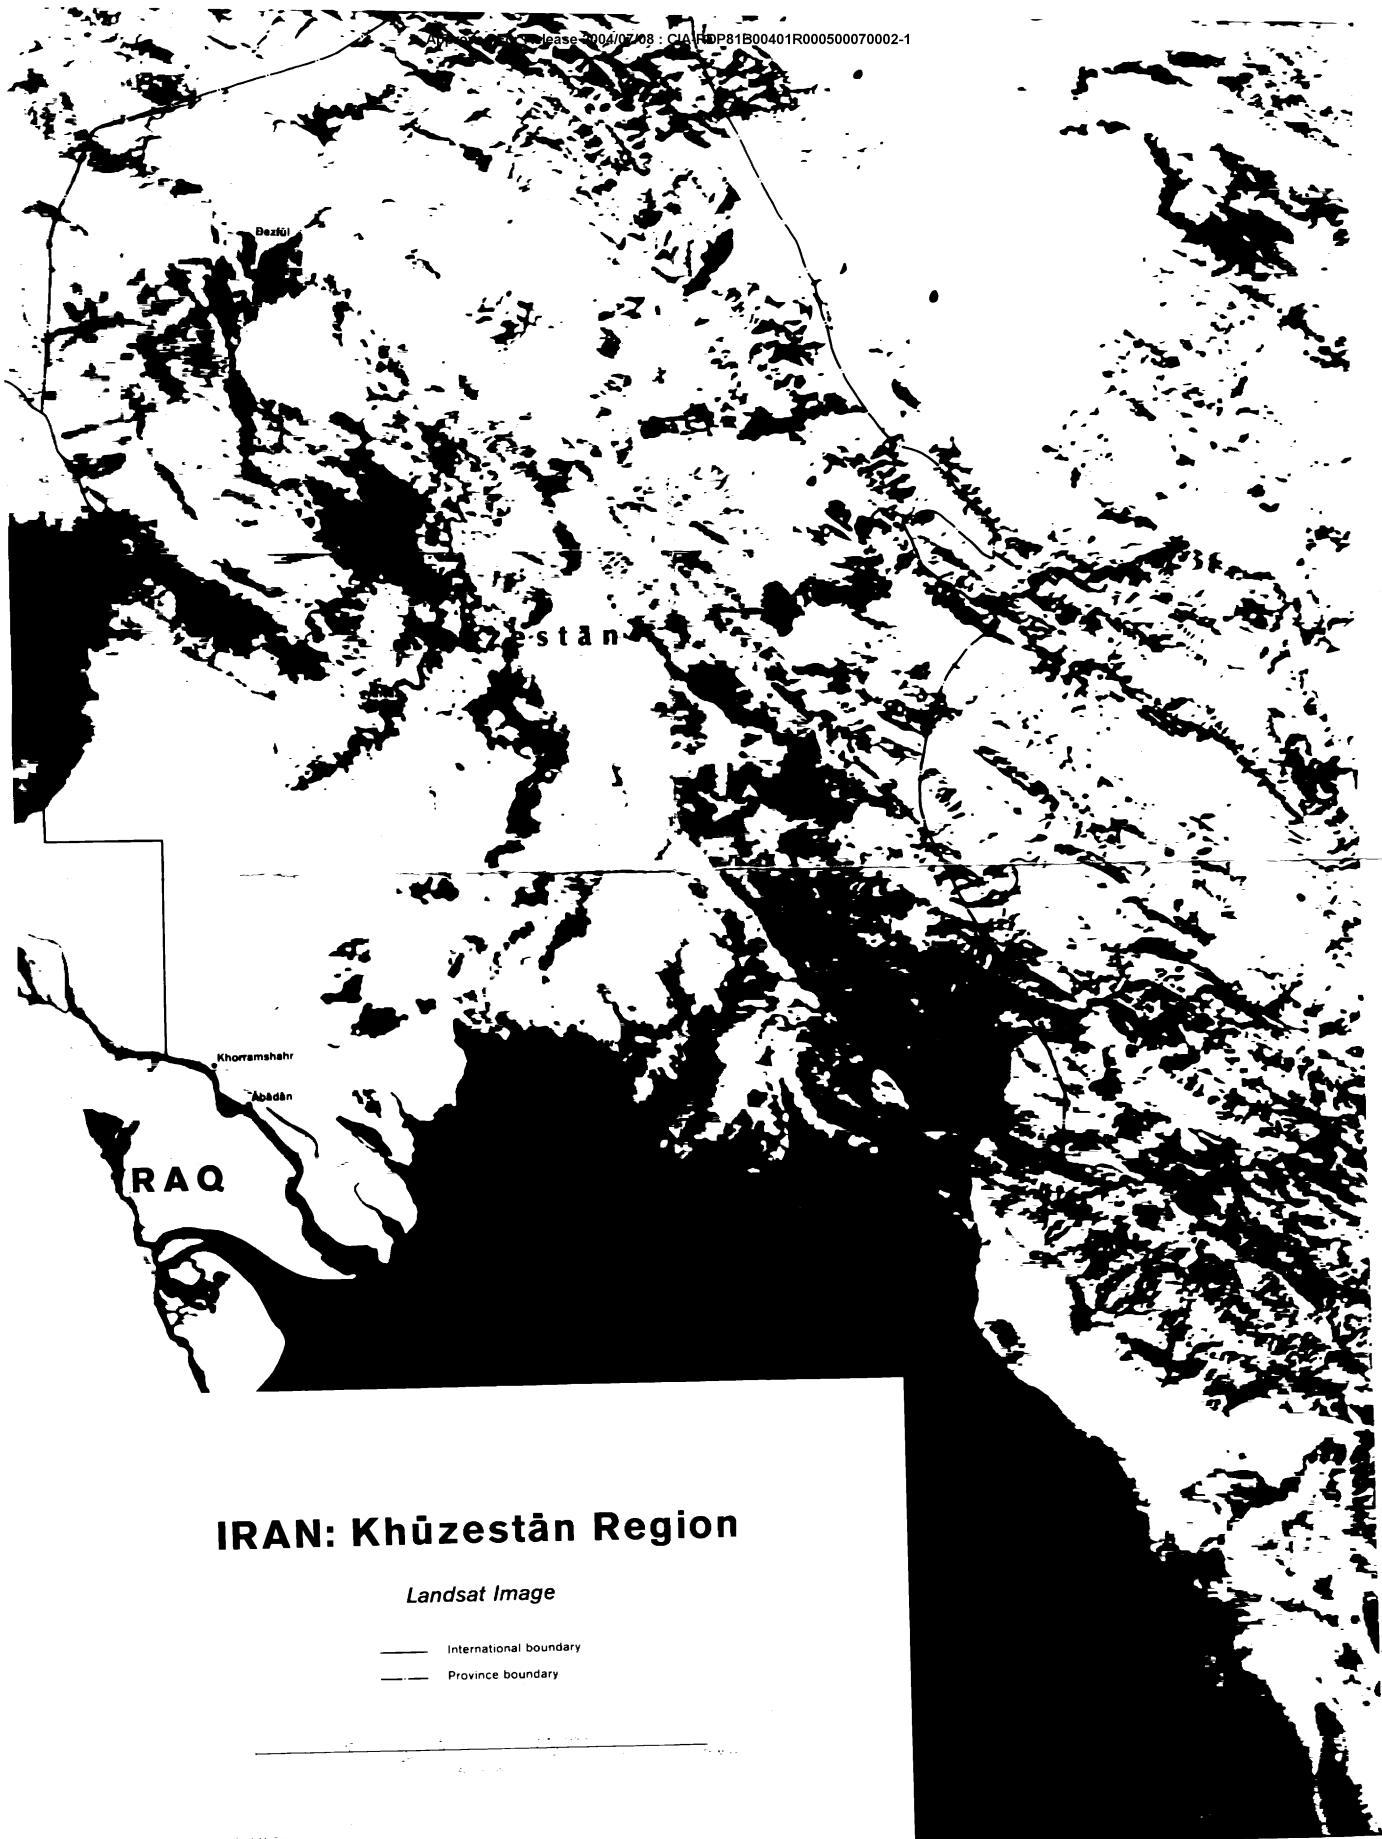 Approved For Release 2004/07/08 : CIA-RDP81B00401R000500070002-1
Dezfūl
zestān
Khorramshahr
Ābādān
RAQ
IRAN: Khūzestān Region
Landsat Image
International boundary
Province boundary